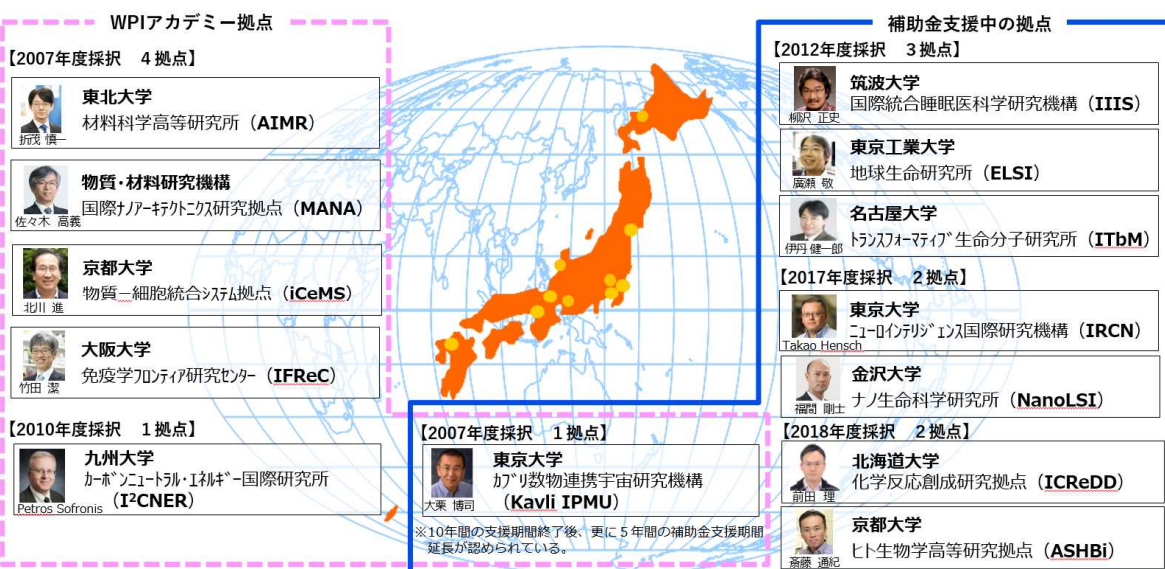 WPIアカデミー拠点
【2007年度採択　４拠点】
東北大学
材料科学高等研究所（AIMR）
折茂 慎一
物質・材料研究機構
国際ﾅﾉｱｰｷﾃｸﾄﾆｸｽ研究拠点（MANA）
佐々木 高義
京都大学
物質―細胞統合ｼｽﾃﾑ拠点（iCeMS）
北川 進
大阪大学
免疫学ﾌﾛﾝﾃｨｱ研究ｾﾝﾀｰ（IFReC）
竹田 潔
【2010年度採択　１拠点】
九州大学
ｶｰﾎﾞﾝﾆｭｰﾄﾗﾙ・ｴﾈﾙｷﾞｰ国際研究所
（I²CNER）
Petros Sofronis
【2007年度採択　１拠点】
東京大学
ｶﾌﾞﾘ数物連携宇宙研究機構
（Kavli IPMU）
大栗 博司
※10年間の支援期間終了後、更に５年間の補助金支援期間
延長が認められている。
補助金支援中の拠点
【2012年度採択　３拠点】
筑波大学
国際統合睡眠医科学研究機構（IIIS）
柳沢 正史
東京工業大学
地球生命研究所（ELSI）
廣瀬 敬
名古屋大学
ﾄﾗﾝｽﾌｫｰﾏﾃｨﾌﾞ生命分子研究所（ITbM）
伊丹 健一郎
【2017年度採択　２拠点】
東京大学
ﾆｭｰﾛｲﾝﾃﾘｼﾞｪﾝｽ国際研究機構（IRCN）
Takao Hensch
金沢大学
ナノ生命科学研究所（NanoLSI）
福間 剛士
【2018年度採択　２拠点】
北海道大学
化学反応創成研究拠点（ICReDD）
前田 理
京都大学
ヒト生物学高等研究拠点（ASHBi）
斎藤 通紀